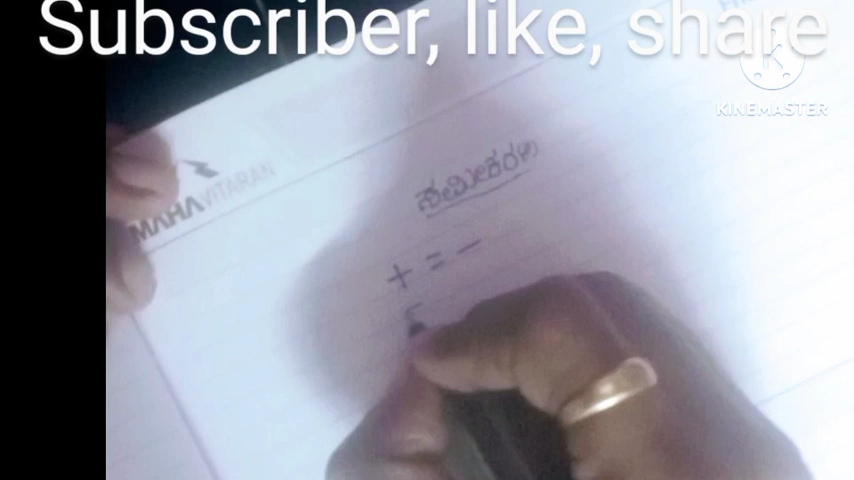 Subscriber, like, share
KINEMASTER
MAHAVITARAN
ಸಮೀಕರಣ
+ = -